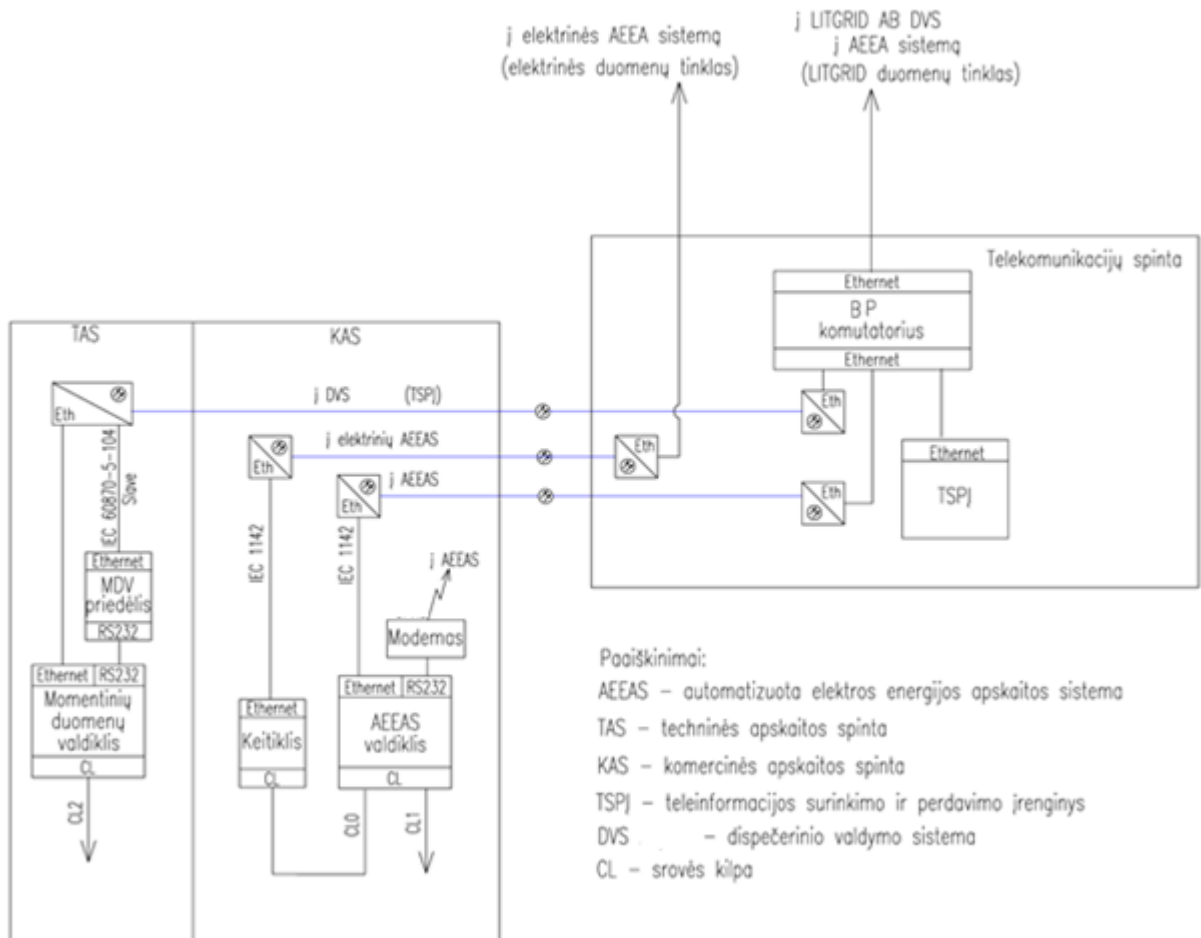 į elektrinės AEEA sistemą
(elektrinės duomenų tinklas)
į LITGRID AB DVS
į AEEA sistemą
(LITGRID duomenų tinklas)
Telekomunikacijų spinta
Ethernet
BP
komutatorius
Ethernet
TAS
KAS
Eth
į DVS (TSPĮ)
Eth
į elektrinių AEEAS
Eth
Eth
Eth
į AEEAS
Eth
Ethernet
TSPĮ
IEC 60870-5-104
Slave
IEC 1142
IEC 1142
Ethernet
MDV
priedėlis
RS232
į AEEAS
Modemas
Ethernet RS232
Momentinių
duomenų
valdiklis
CL
Ethernet
Keitiklis
CL
Ethernet RS232
AEEAS
valdiklis
CL
CL2
CL0
CL1
Paaiškinimai:
AEEAS – automatizuota elektros energijos apskaitos sistema
TAS – techninės apskaitos spinta
KAS – komercinės apskaitos spinta
TSPĮ – teleinformacijos surinkimo ir perdavimo įrenginys
DVS – dispečerinio valdymo sistema
CL – srovės kilpa